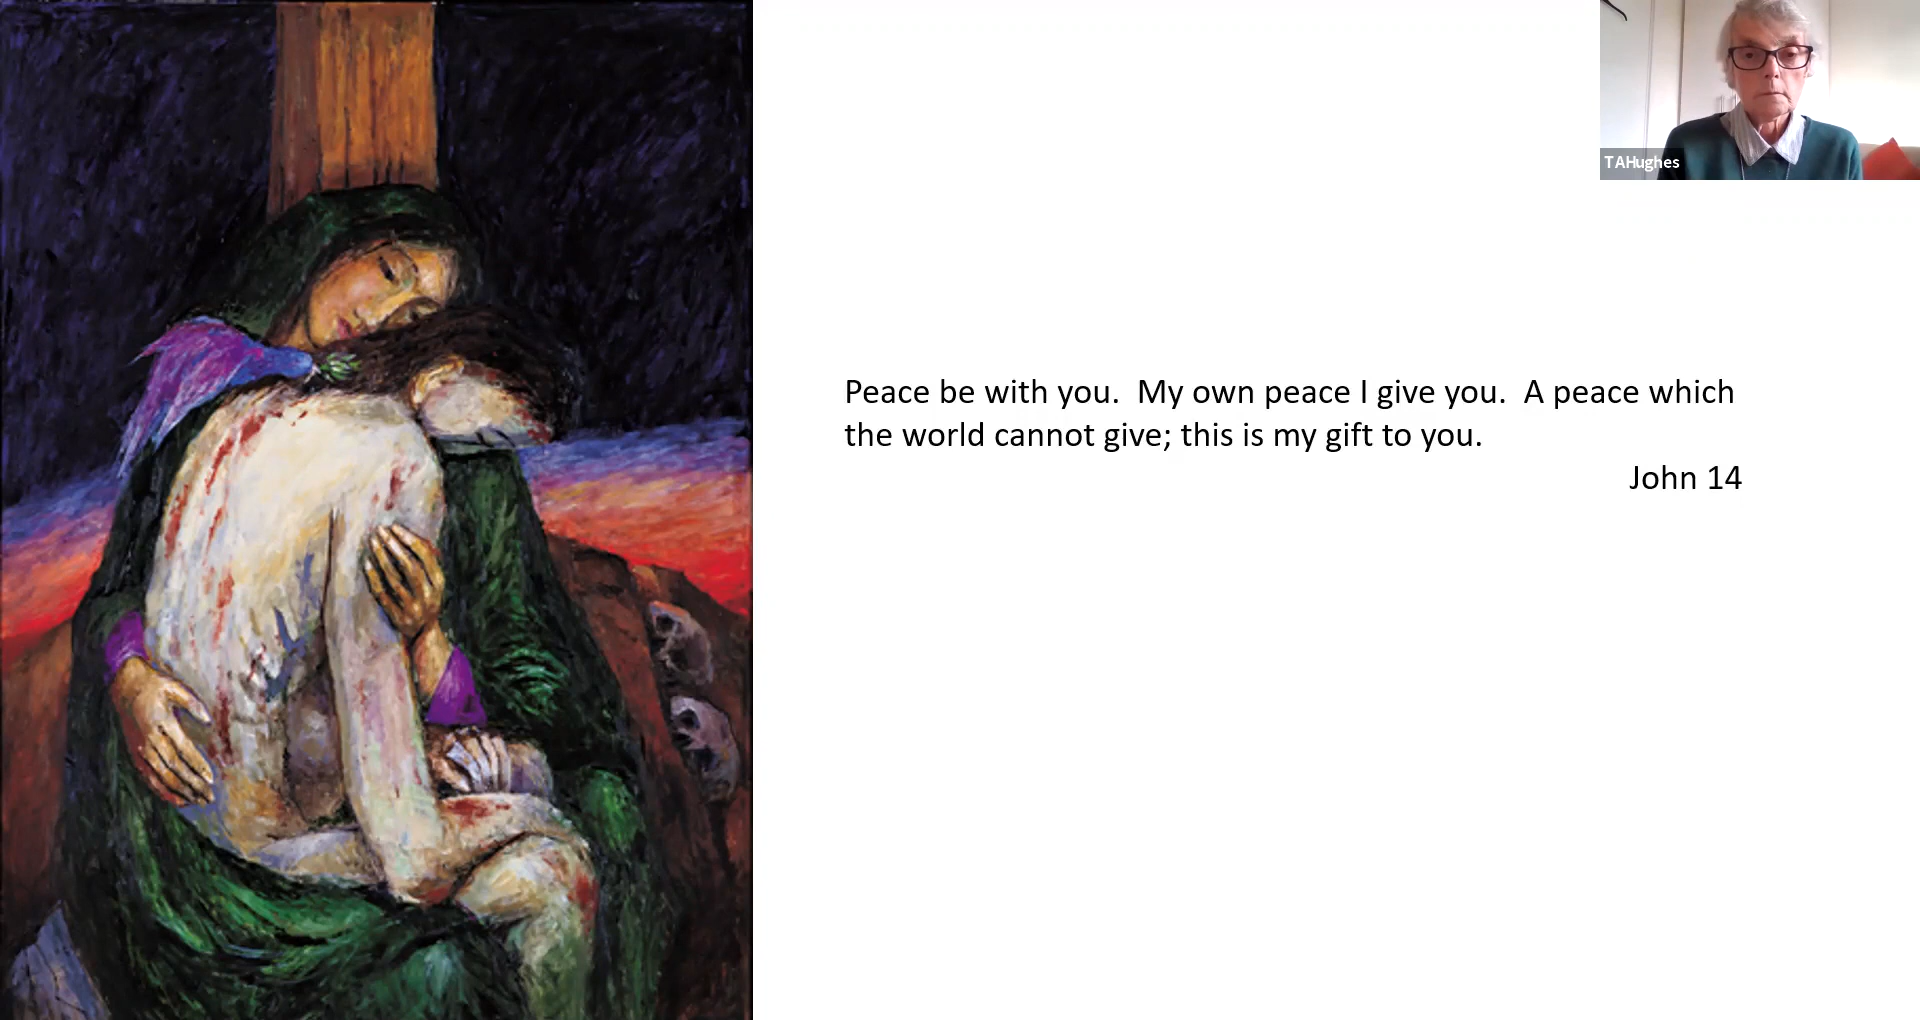 TAHughes
Peace be with you.  My own peace I give you.  A peace which
the world cannot give; this is my gift to you.
John 14